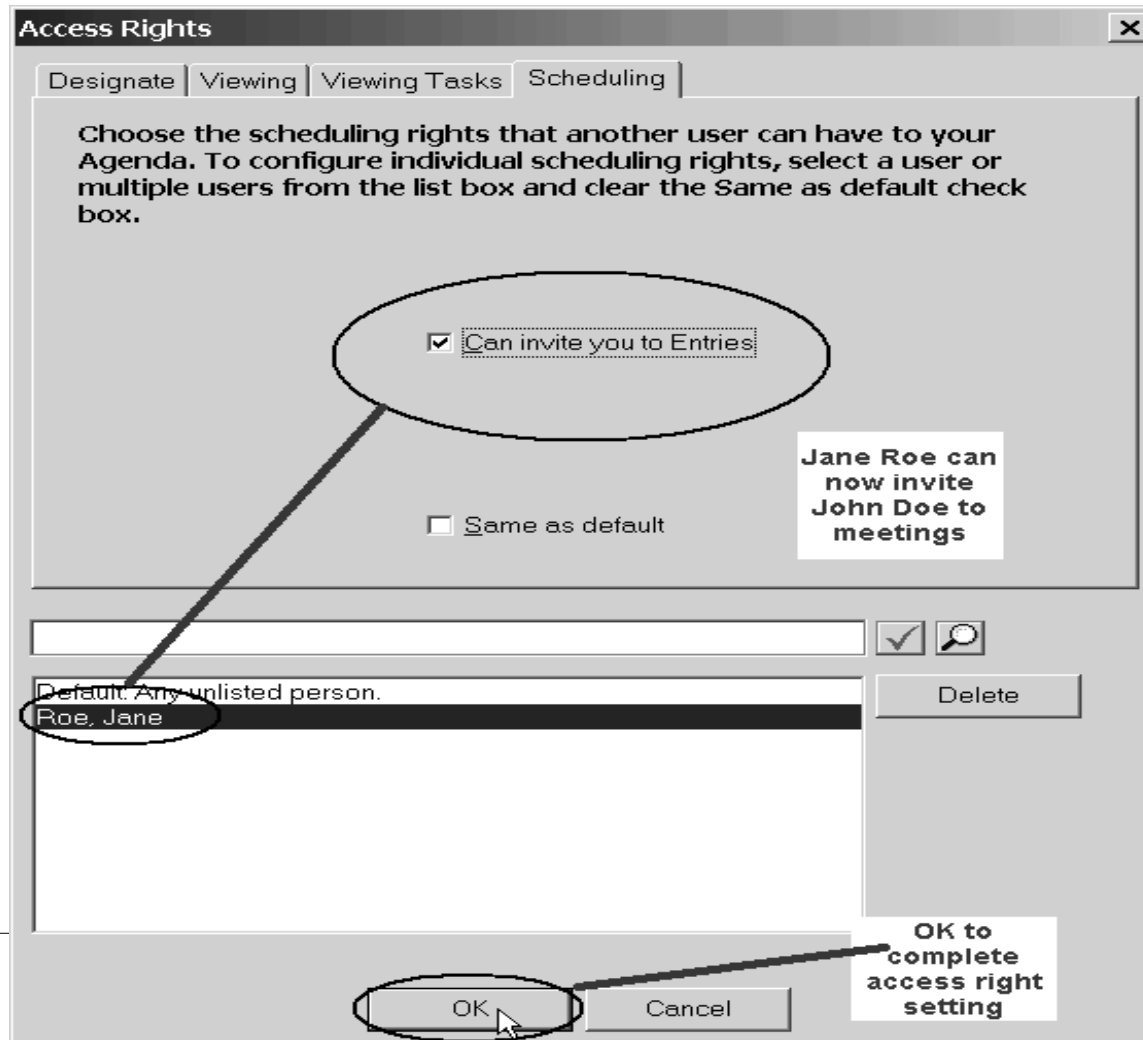 Access Rights
Designate
Viewing
Viewing Tasks
Scheduling
Choose the scheduling rights that another user can have to your
Agenda. To configure individual scheduling rights, select a user or
multiple users from the list box and clear the Same as default check
box.
Can invite you to Entries
Jane Roe can
now invite
John Doe to
meetings
Same as default
Default: Any unlisted person.
Roe, Jane
Delete
OK to
complete
access right
setting
OK
Cancel